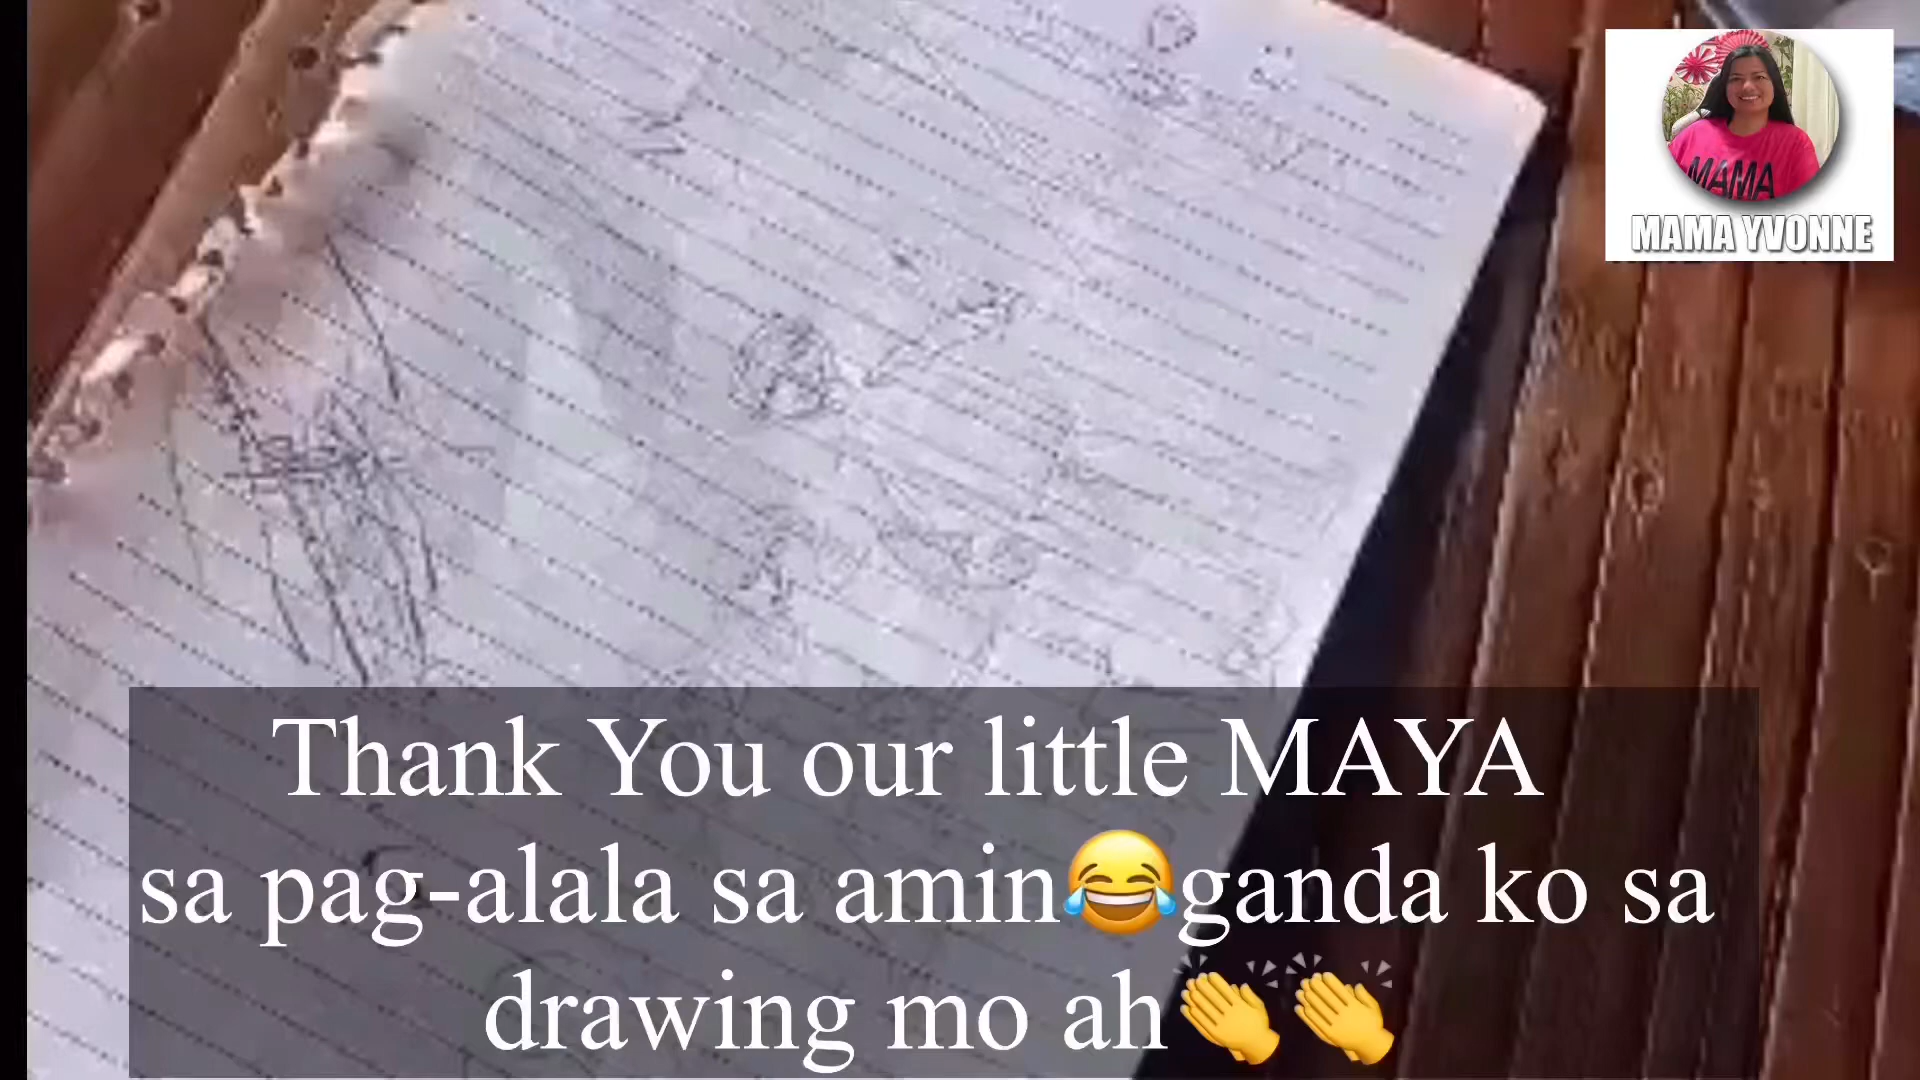 MAMA
MAMA YVONNE
Thank You our little MAYA
sa pag-alala sa amin😂ganda ko sa
drawing mo ah👏👏